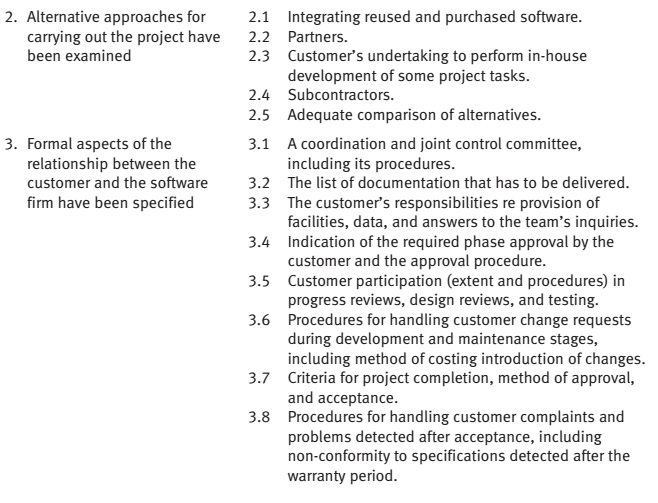 2. Alternative approaches for
carrying out the project have
been examined
2.1 Integrating reused and purchased software.
2.2 Partners.
2.3 Customer’s undertaking to perform in-house
development of some project tasks.
2.4 Subcontractors.
2.5 Adequate comparison of alternatives.
3. Formal aspects of the
relationship between the
customer and the software
firm have been specified
3.1 A coordination and joint control committee,
including its procedures.
3.2 The list of documentation that has to be delivered.
3.3 The customer’s responsibilities re provision of
facilities, data, and answers to the team’s inquiries.
3.4 Indication of the required phase approval by the
customer and the approval procedure.
3.5 Customer participation (extent and procedures) in
progress reviews, design reviews, and testing.
3.6 Procedures for handling customer change requests
during development and maintenance stages,
including method of costing introduction of changes.
3.7 Criteria for project completion, method of approval,
and acceptance.
3.8 Procedures for handling customer complaints and
problems detected after acceptance, including
non-conformity to specifications detected after the
warranty period.